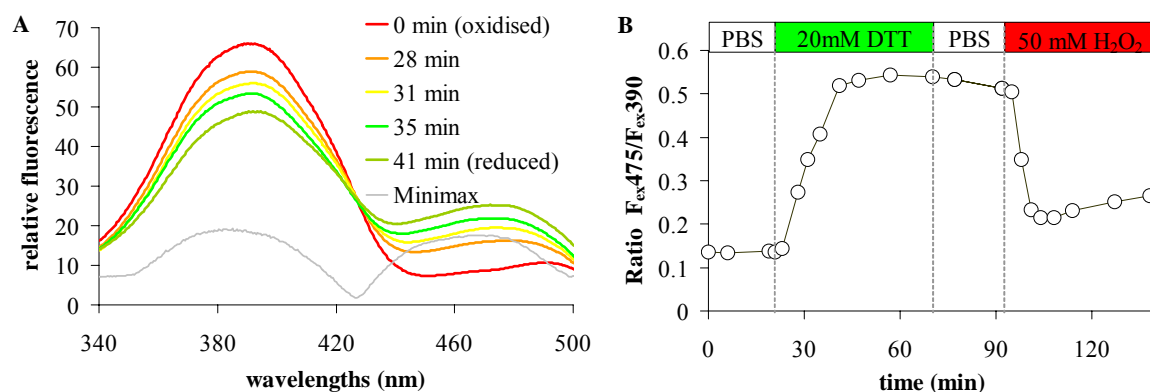 A
relative fluorescence
70
60
50
40
30
20
10
0
340
380
420
460
500
wavelengths (nm)
0 min (oxidised)
28 min
31 min
35 min
41 min (reduced)
Minimax
B
PBS
20mM DTT
PBS
50 mM H₂O₂
Ratio Fₑₓ475/Fₑₓ390
0.6
0.5
0.4
0.3
0.2
0.1
0
0
30
60
90
120
time (min)